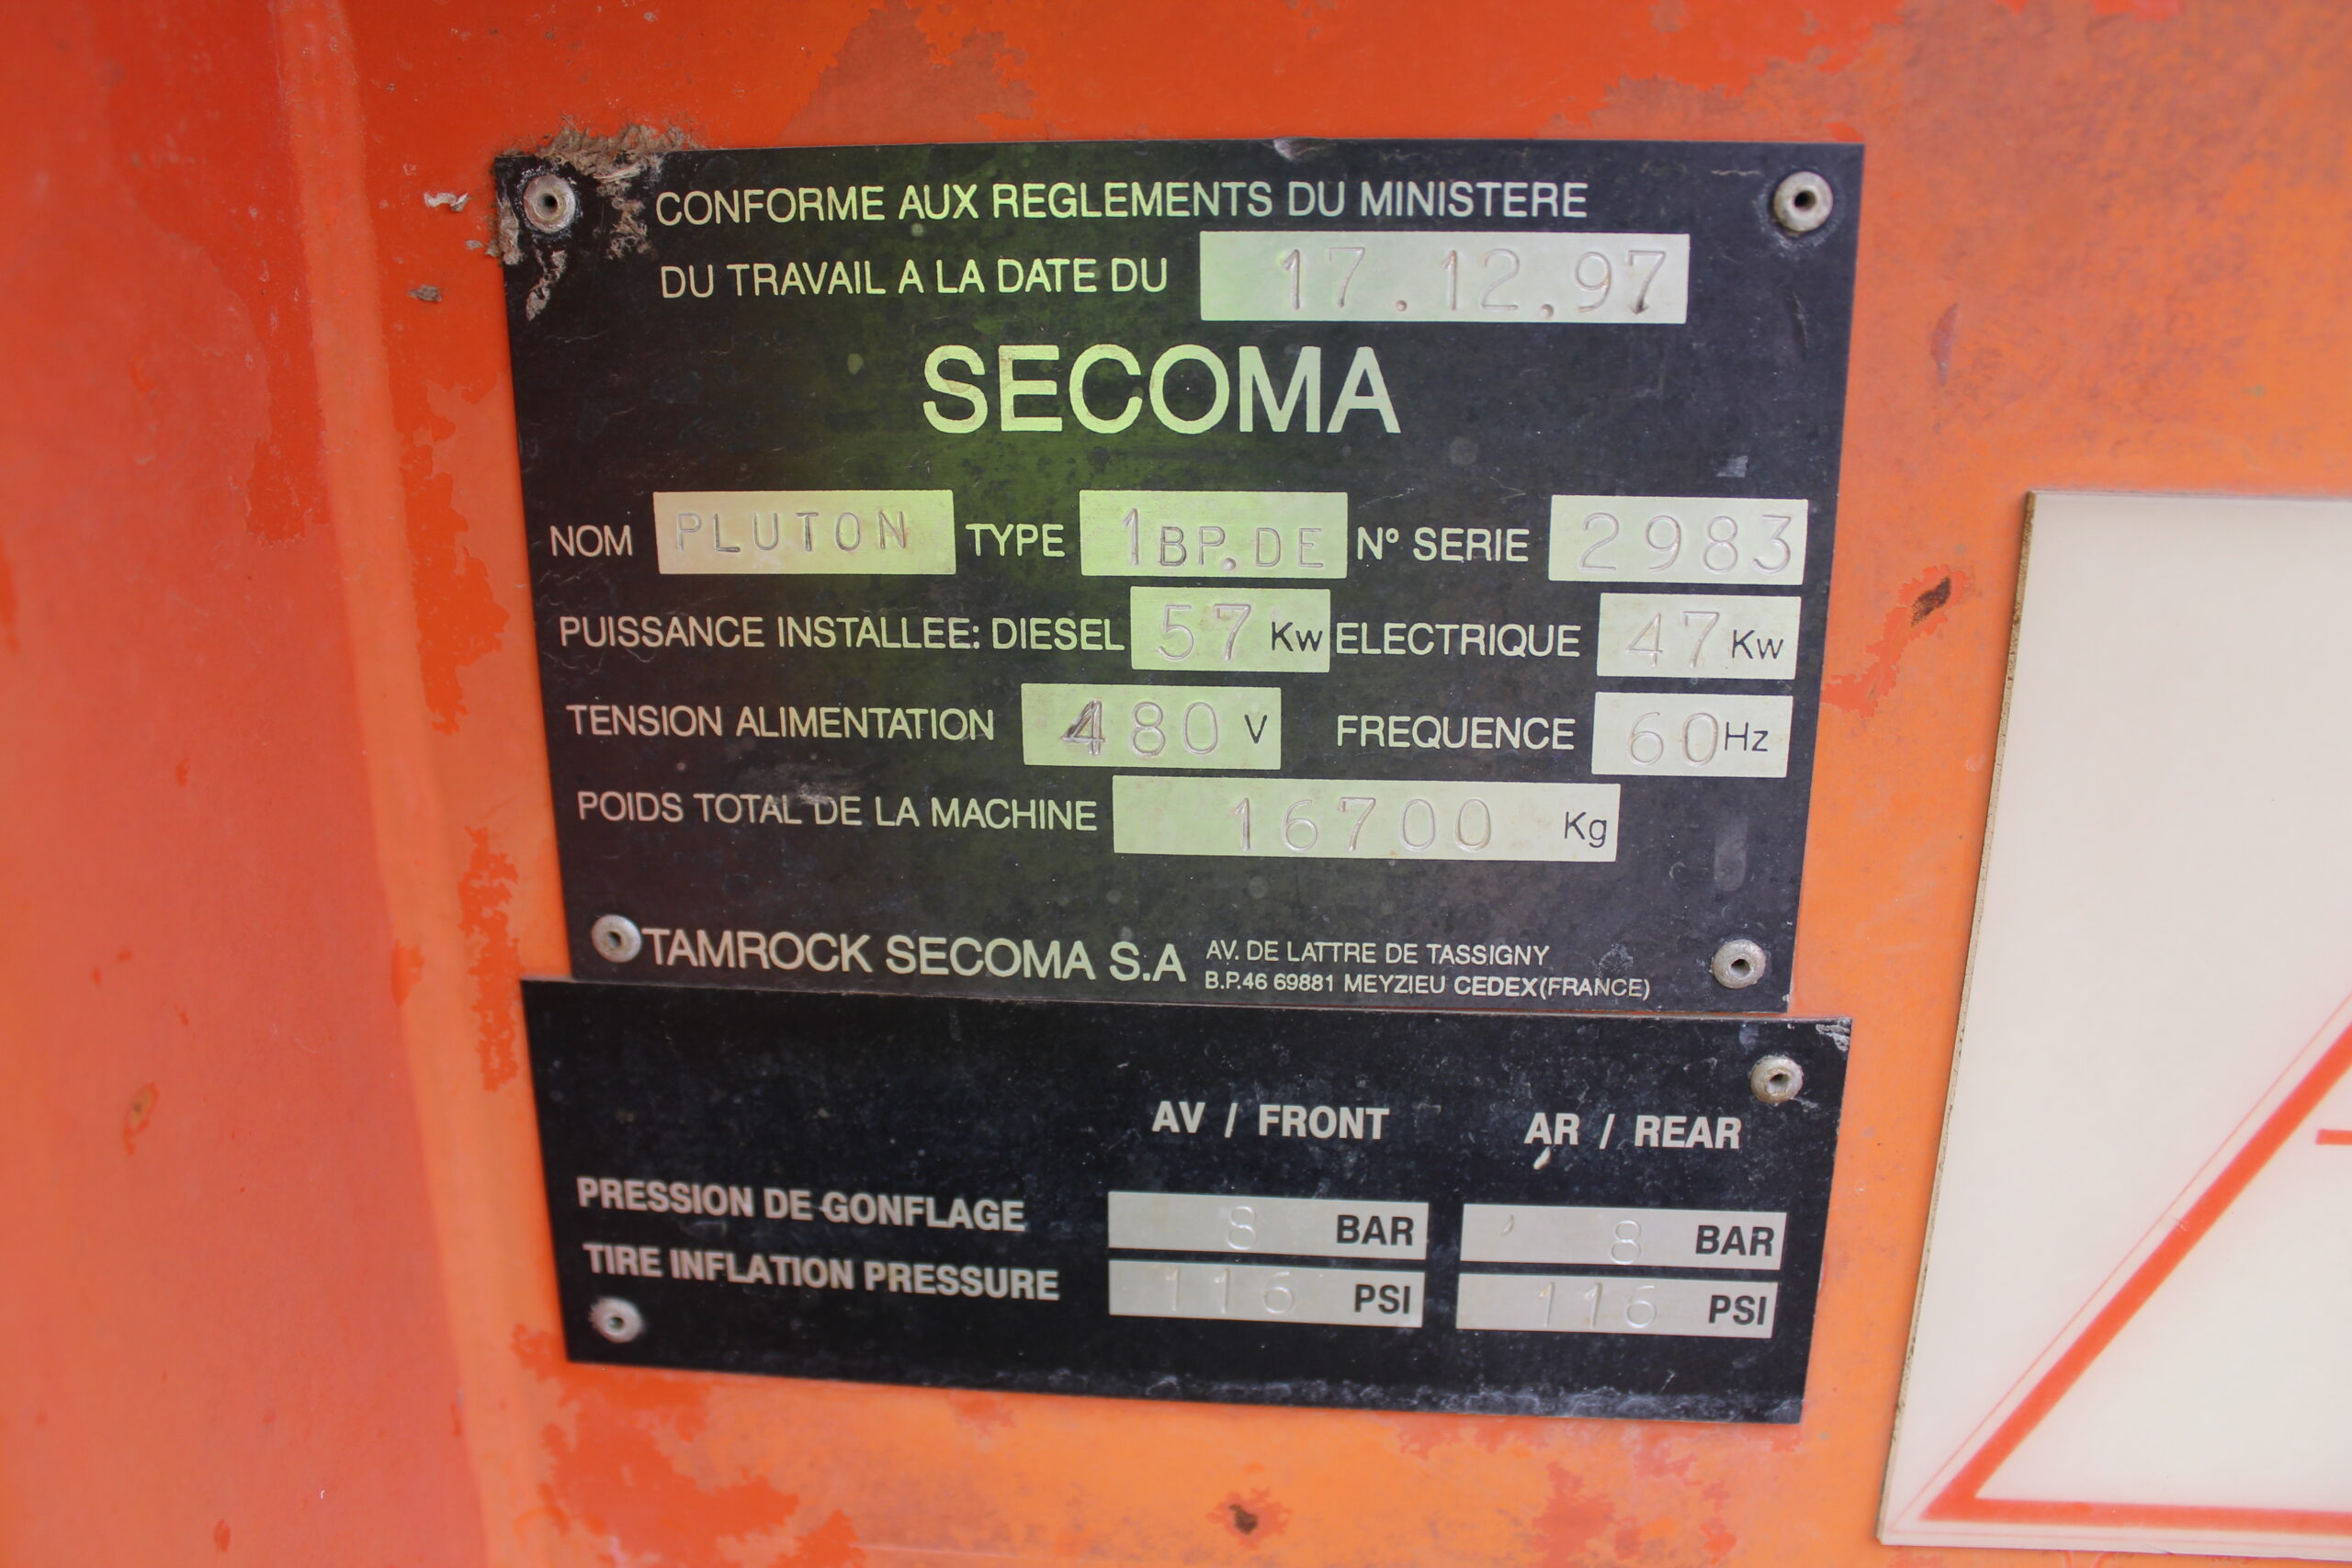 CONFORME AUX REGLEMENTS DU MINISTERE
DU TRAVAIL A LA DATE DU 17.12.97
SECOMA
NOM PLUTON TYPE 1BP.DE N° SERIE 2983
PUISSANCE INSTALLEE: DIESEL 57 Kw ELECTRIQUE 47 Kw
TENSION ALIMENTATION 480 V FREQUENCE 60 Hz
POIDS TOTAL DE LA MACHINE 16700 Kg
TAMROCK SECOMA S.A AV. DE LATTRE DE TASSIGNY
B.P.46 69881 MEYZIEU CEDEX(FRANCE)
AV / FRONT AR / REAR
PRESSION DE GONFLAGE 8 BAR 8 BAR
TIRE INFLATION PRESSURE 116 PSI 116 PSI